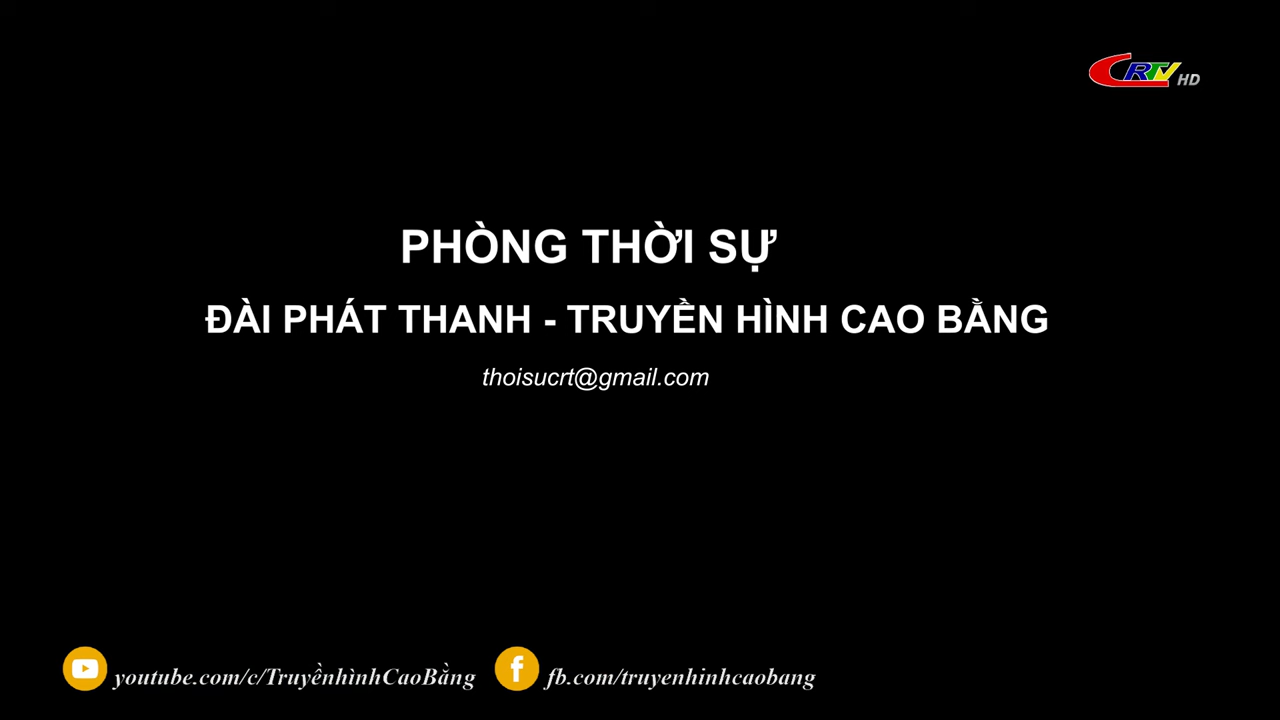 CRTV HD
PHÒNG THỜI SỰ
ĐÀI PHÁT THANH - TRUYỀN HÌNH CAO BẰNG
thoisucrt@gmail.com
youtube.com/c/TruyềnhìnhCaoBằng
fb.com/truyenhinhcaobang